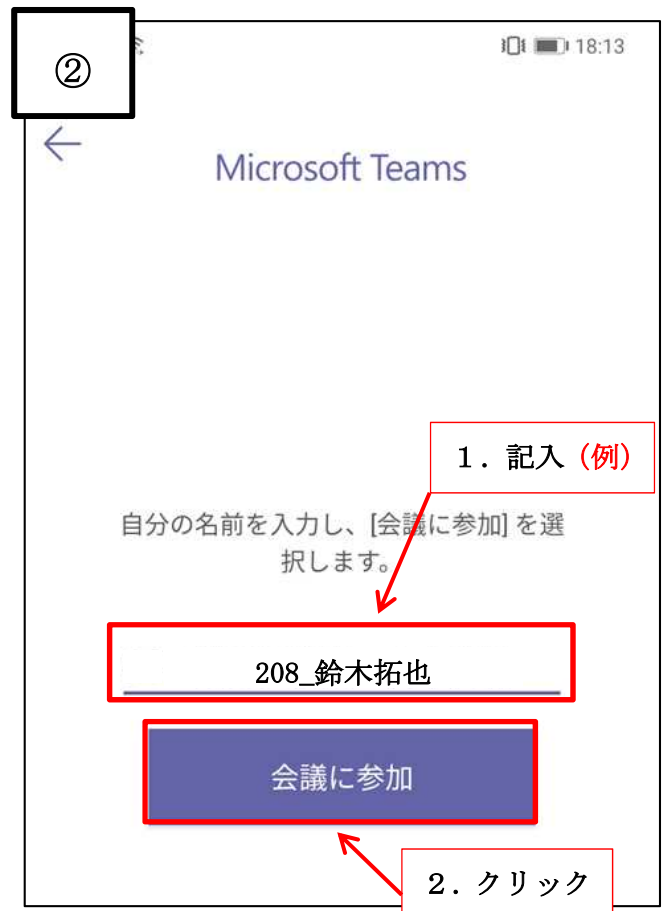 ②
18:13
Microsoft Teams
1．記入（例）
自分の名前を入力し、[会議に参加] を選
択します。
208_鈴木拓也
会議に参加
2．クリック